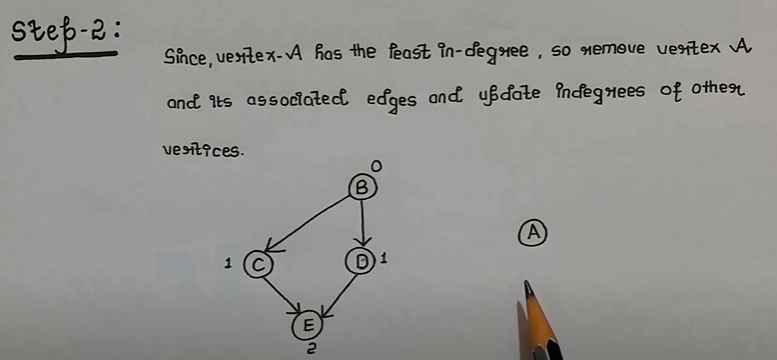 Step-2:
Since, vertex-A has the least in-degree, so remove vertex A
and its associated edges and update indegrees of other
vertices.
0
B
A
1 C D 1
E
2